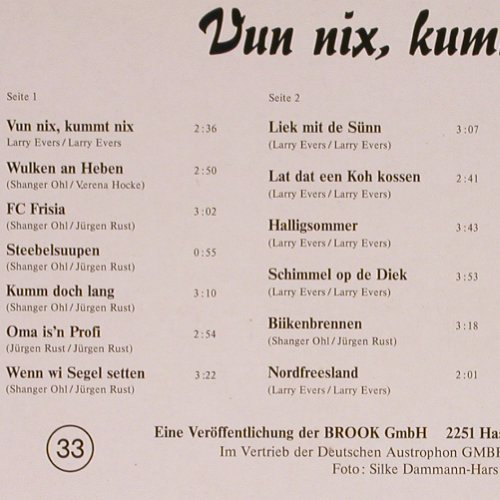 Vun nix, kum
Seite 1
Vun nix, kummt nix 2:36
Larry Evers / Larry Evers
Wulken an Heben 2:50
(Shanger Ohl / Verena Hocke)
FC Frisia 3:02
(Shanger Ohl / Jürgen Rust)
Steebelsuupen 0:55
(Shanger Ohl / Jürgen Rust)
Kumm doch lang 3:10
(Shanger Ohl / Jürgen Rust)
Oma is'n Profi 2:54
(Jürgen Rust / Jürgen Rust)
Wenn wi Segel setten 3:22
(Shanger Ohl / Jürgen Rust)
Seite 2
Liek mit de Sünn 3:07
(Larry Evers / Larry Evers)
Lat dat een Koh kossen 2:41
(Larry Evers / Larry Evers)
Halligsommer 3:43
(Larry Evers / Larry Evers)
Schimmel op de Diek 3:53
(Larry Evers / Larry Evers)
Biikenbrennen 3:18
(Shanger Ohl / Jürgen Rust)
Nordfreesland 2:01
(Larry Evers / Larry Evers)
33
Eine Veröffentlichung der BROOK GmbH 2251 Has
Im Vertrieb der Deutschen Austrophon GMB
Foto: Silke Dammann-Hars